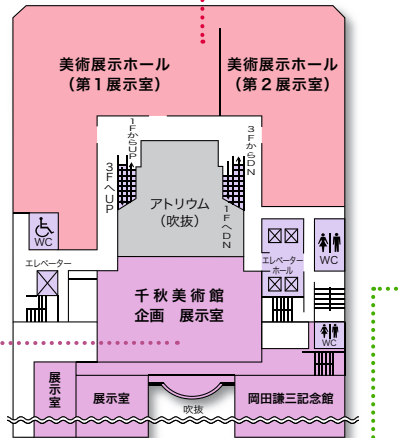 美術展示ホール
(第1展示室)
美術展示ホール
(第2展示室)
1FからUP
3FへUP
3FからDN
1FへDN
アトリウム
(吹抜)
WC
エレベーター
エレベーター
ホール
WC
千秋美術館
企画 展示室
WC
展示室
展示室
吹抜
岡田謙三記念館